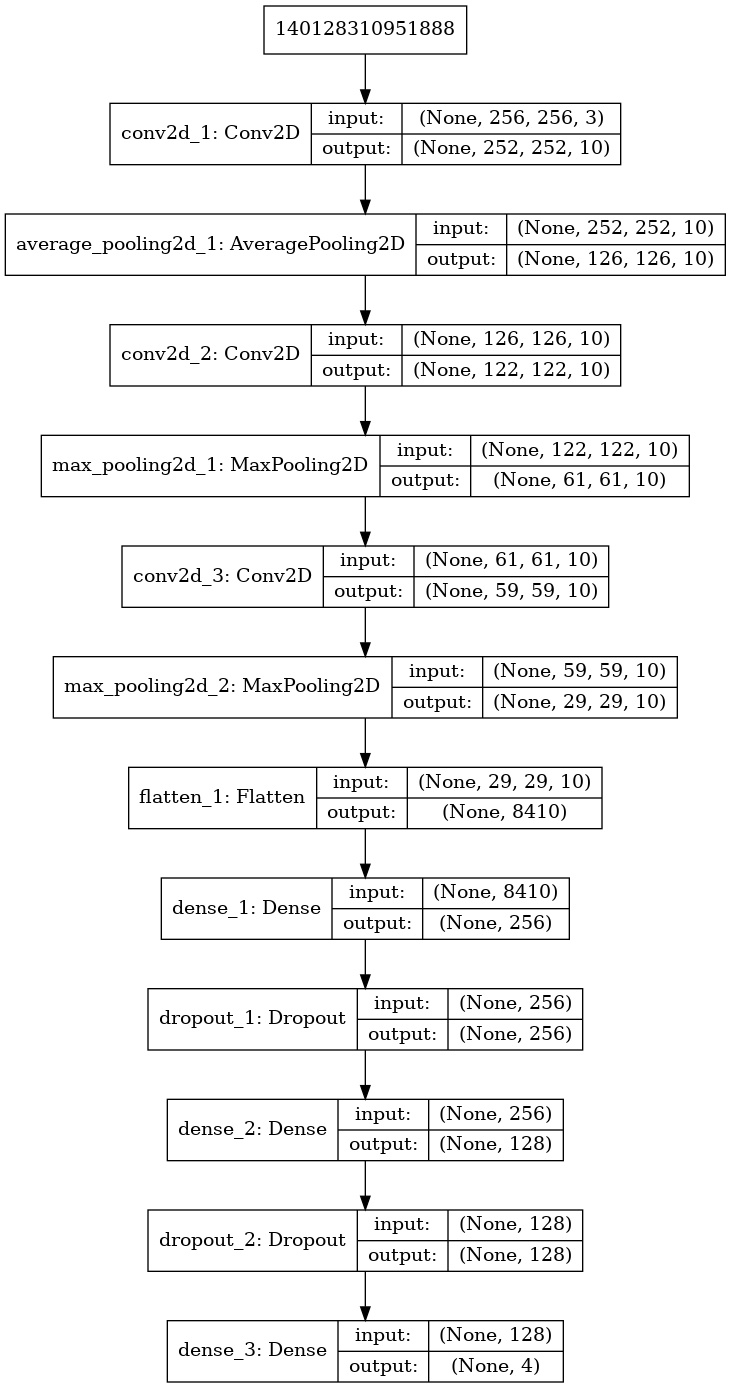 140128310951888
conv2d_1: Conv2D
input: (None, 256, 256, 3)
output: (None, 252, 252, 10)
average_pooling2d_1: AveragePooling2D
input: (None, 252, 252, 10)
output: (None, 126, 126, 10)
conv2d_2: Conv2D
input: (None, 126, 126, 10)
output: (None, 122, 122, 10)
max_pooling2d_1: MaxPooling2D
input: (None, 122, 122, 10)
output: (None, 61, 61, 10)
conv2d_3: Conv2D
input: (None, 61, 61, 10)
output: (None, 59, 59, 10)
max_pooling2d_2: MaxPooling2D
input: (None, 59, 59, 10)
output: (None, 29, 29, 10)
flatten_1: Flatten
input: (None, 29, 29, 10)
output: (None, 8410)
dense_1: Dense
input: (None, 8410)
output: (None, 256)
dropout_1: Dropout
input: (None, 256)
output: (None, 256)
dense_2: Dense
input: (None, 256)
output: (None, 128)
dropout_2: Dropout
input: (None, 128)
output: (None, 128)
dense_3: Dense
input: (None, 128)
output: (None, 4)